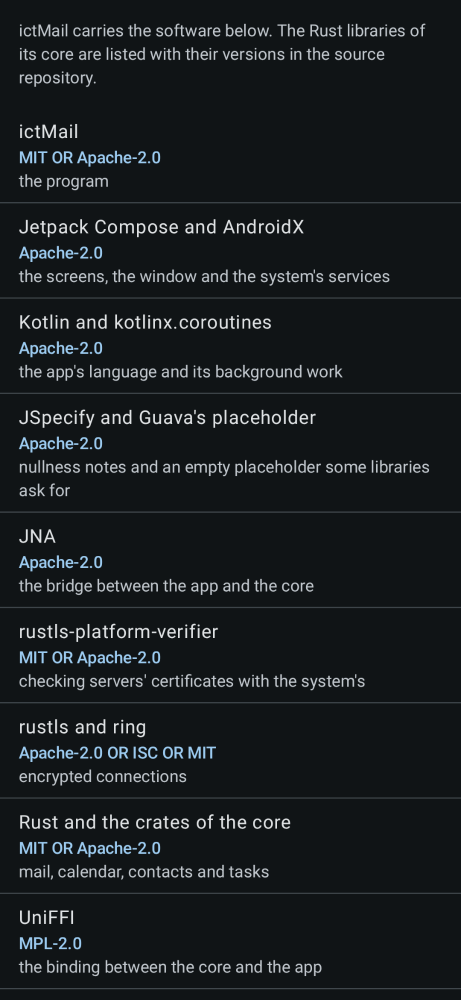 ictMail carries the software below. The Rust libraries of
its core are listed with their versions in the source
repository.
ictMail
MIT OR Apache-2.0
the program
Jetpack Compose and AndroidX
Apache-2.0
the screens, the window and the system's services
Kotlin and kotlinx.coroutines
Apache-2.0
the app's language and its background work
JSpecify and Guava's placeholder
Apache-2.0
nullness notes and an empty placeholder some libraries
ask for
JNA
Apache-2.0
the bridge between the app and the core
rustls-platform-verifier
MIT OR Apache-2.0
checking servers' certificates with the system's
rustls and ring
Apache-2.0 OR ISC OR MIT
encrypted connections
Rust and the crates of the core
MIT OR Apache-2.0
mail, calendar, contacts and tasks
UniFFI
MPL-2.0
the binding between the core and the app